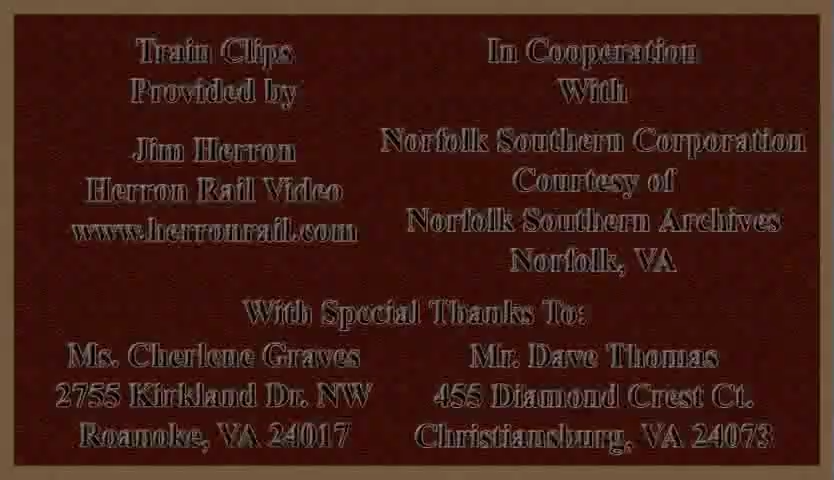 Train Clips
Provided by
Jim Herron
Herron Rail Video
www.herronrail.com
In Cooperation
With
Norfolk Southern Corporation
Courtesy of
Norfolk Southern Archives
Norfolk, VA
With Special Thanks To:
Ms. Cherlene Graves
2755 Kirkland Dr. NW
Roanoke, VA 24017
Mr. Dave Thomas
455 Diamond Crest Ct.
Christiansburg, VA 24073